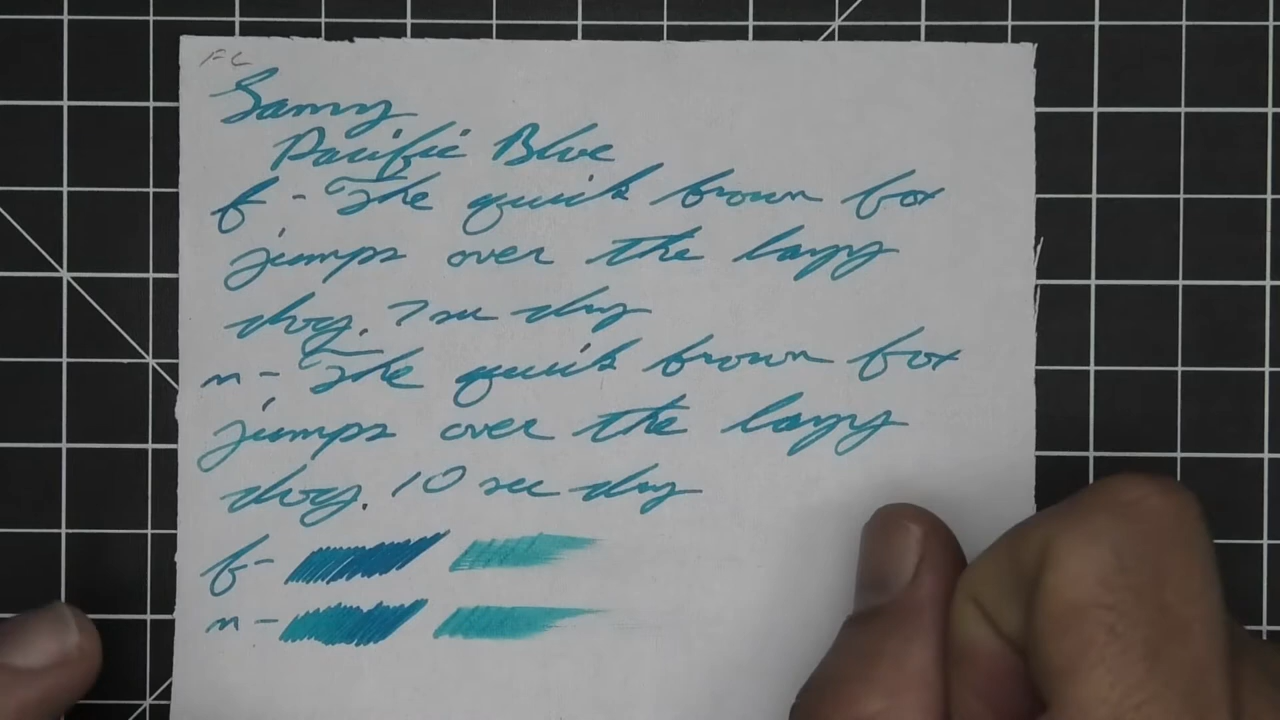 FC
Lamy
Pacific Blue
f - The quick brown fox
jumps over the lazy
dog. 7 sec dry
m - The quick brown fox
jumps over the lazy
dog. 10 sec dry
f-
m-